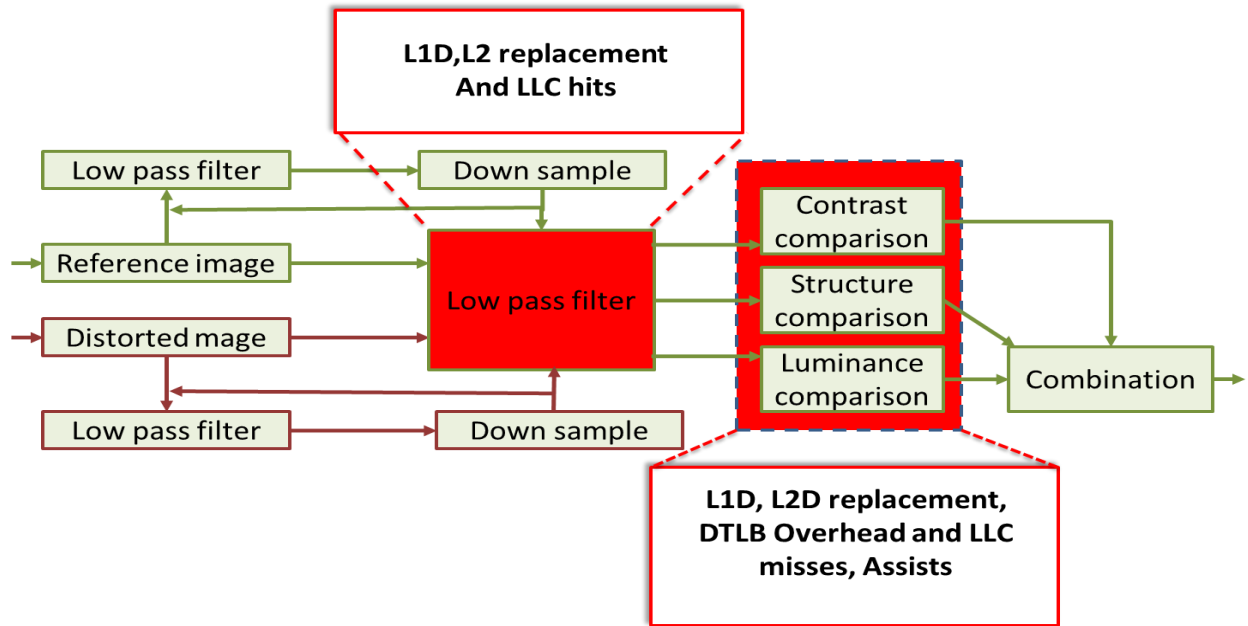 L1D,L2 replacement
And LLC hits
Low pass filter
Down sample
Reference image
Low pass filter
Distorted mage
Low pass filter
Down sample
Contrast
comparison
Structure
comparison
Luminance
comparison
Combination
L1D, L2D replacement,
DTLB Overhead and LLC
misses, Assists